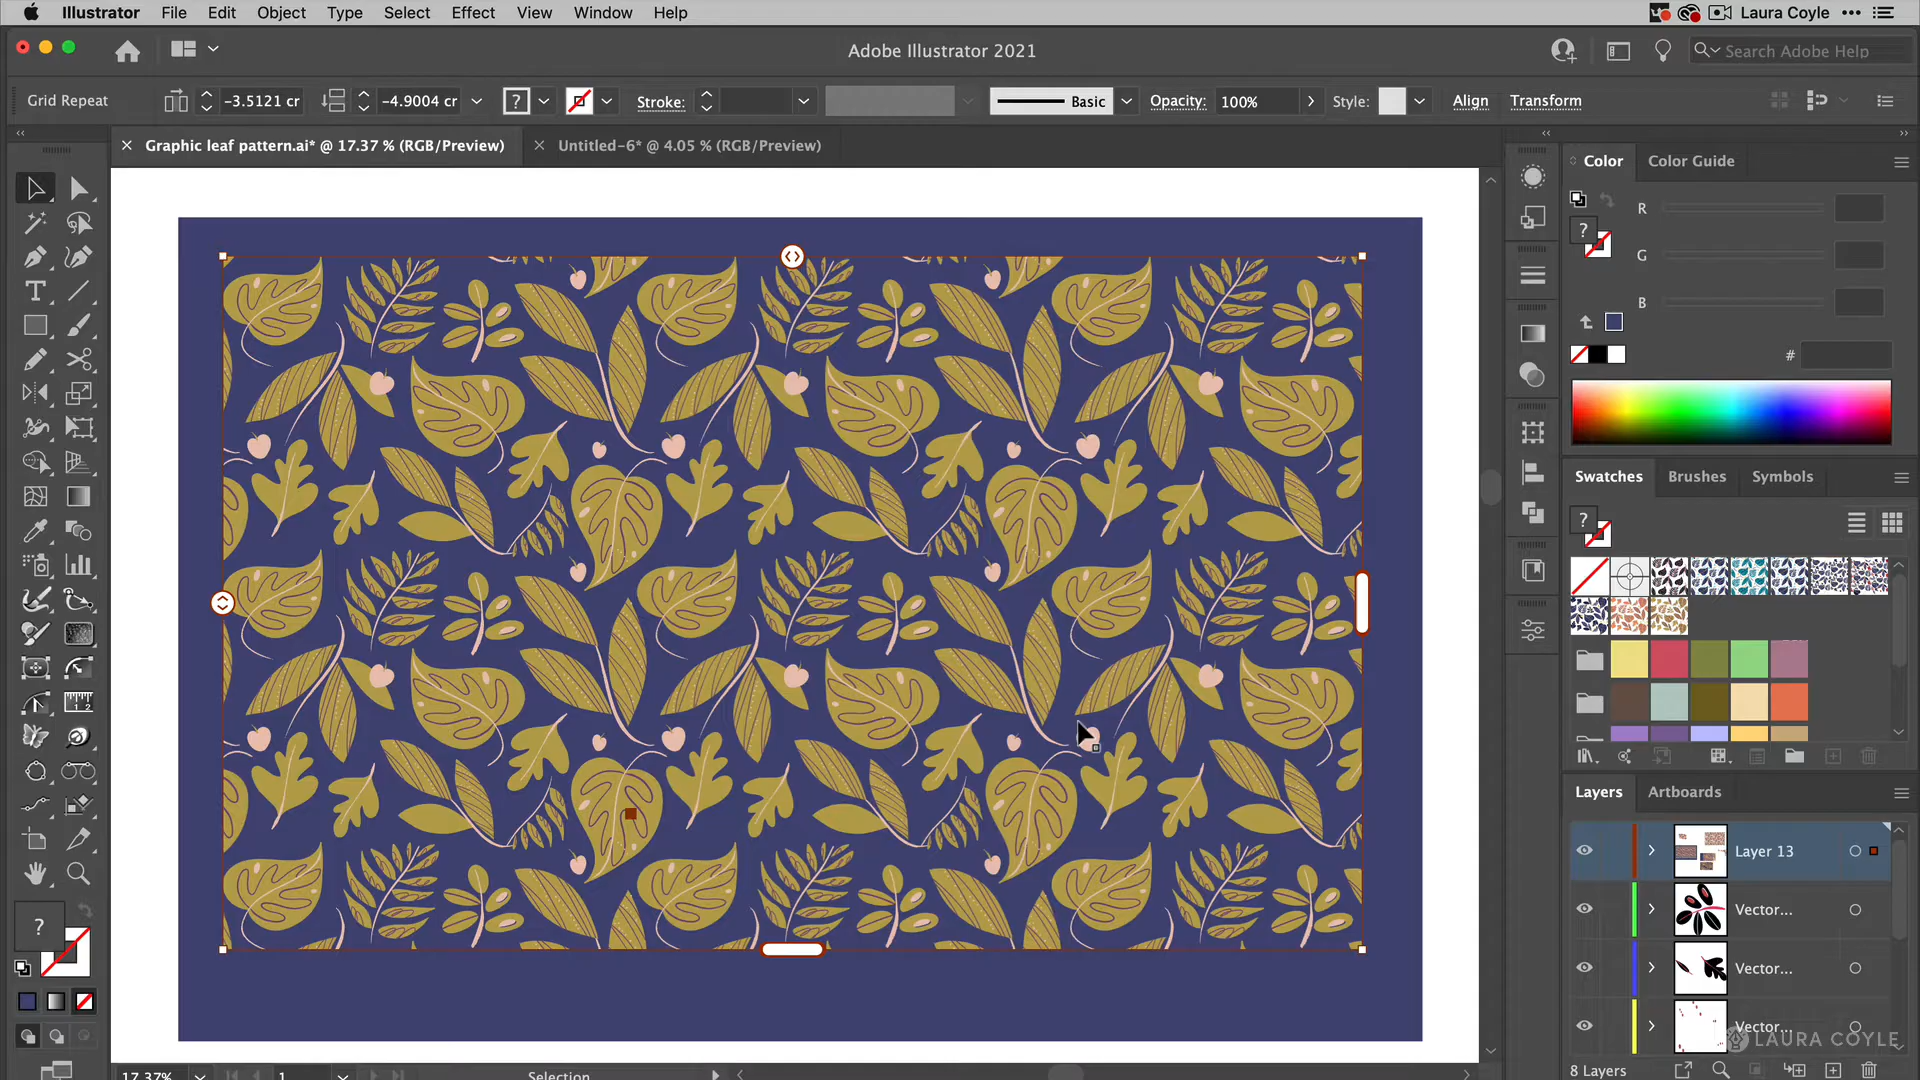 Illustrator File Edit Object Type Select Effect View Window Help Laura Coyle
Adobe Illustrator 2021
Search Adobe Help
Grid Repeat -3.5121 cr -4.9004 cr ? Stroke: Basic Opacity: 100% Style: Align Transform
Graphic leaf pattern.ai* @ 17.37 % (RGB/Preview)
Untitled-6* @ 4.05 % (RGB/Preview)
Color Color Guide
R
?
G
B
#
Swatches Brushes Symbols
?
Layers Artboards
Layer 13
Vector...
Vector...
Vector...
LAURA COYLE
8 Layers
?
17.37% 1 Selection